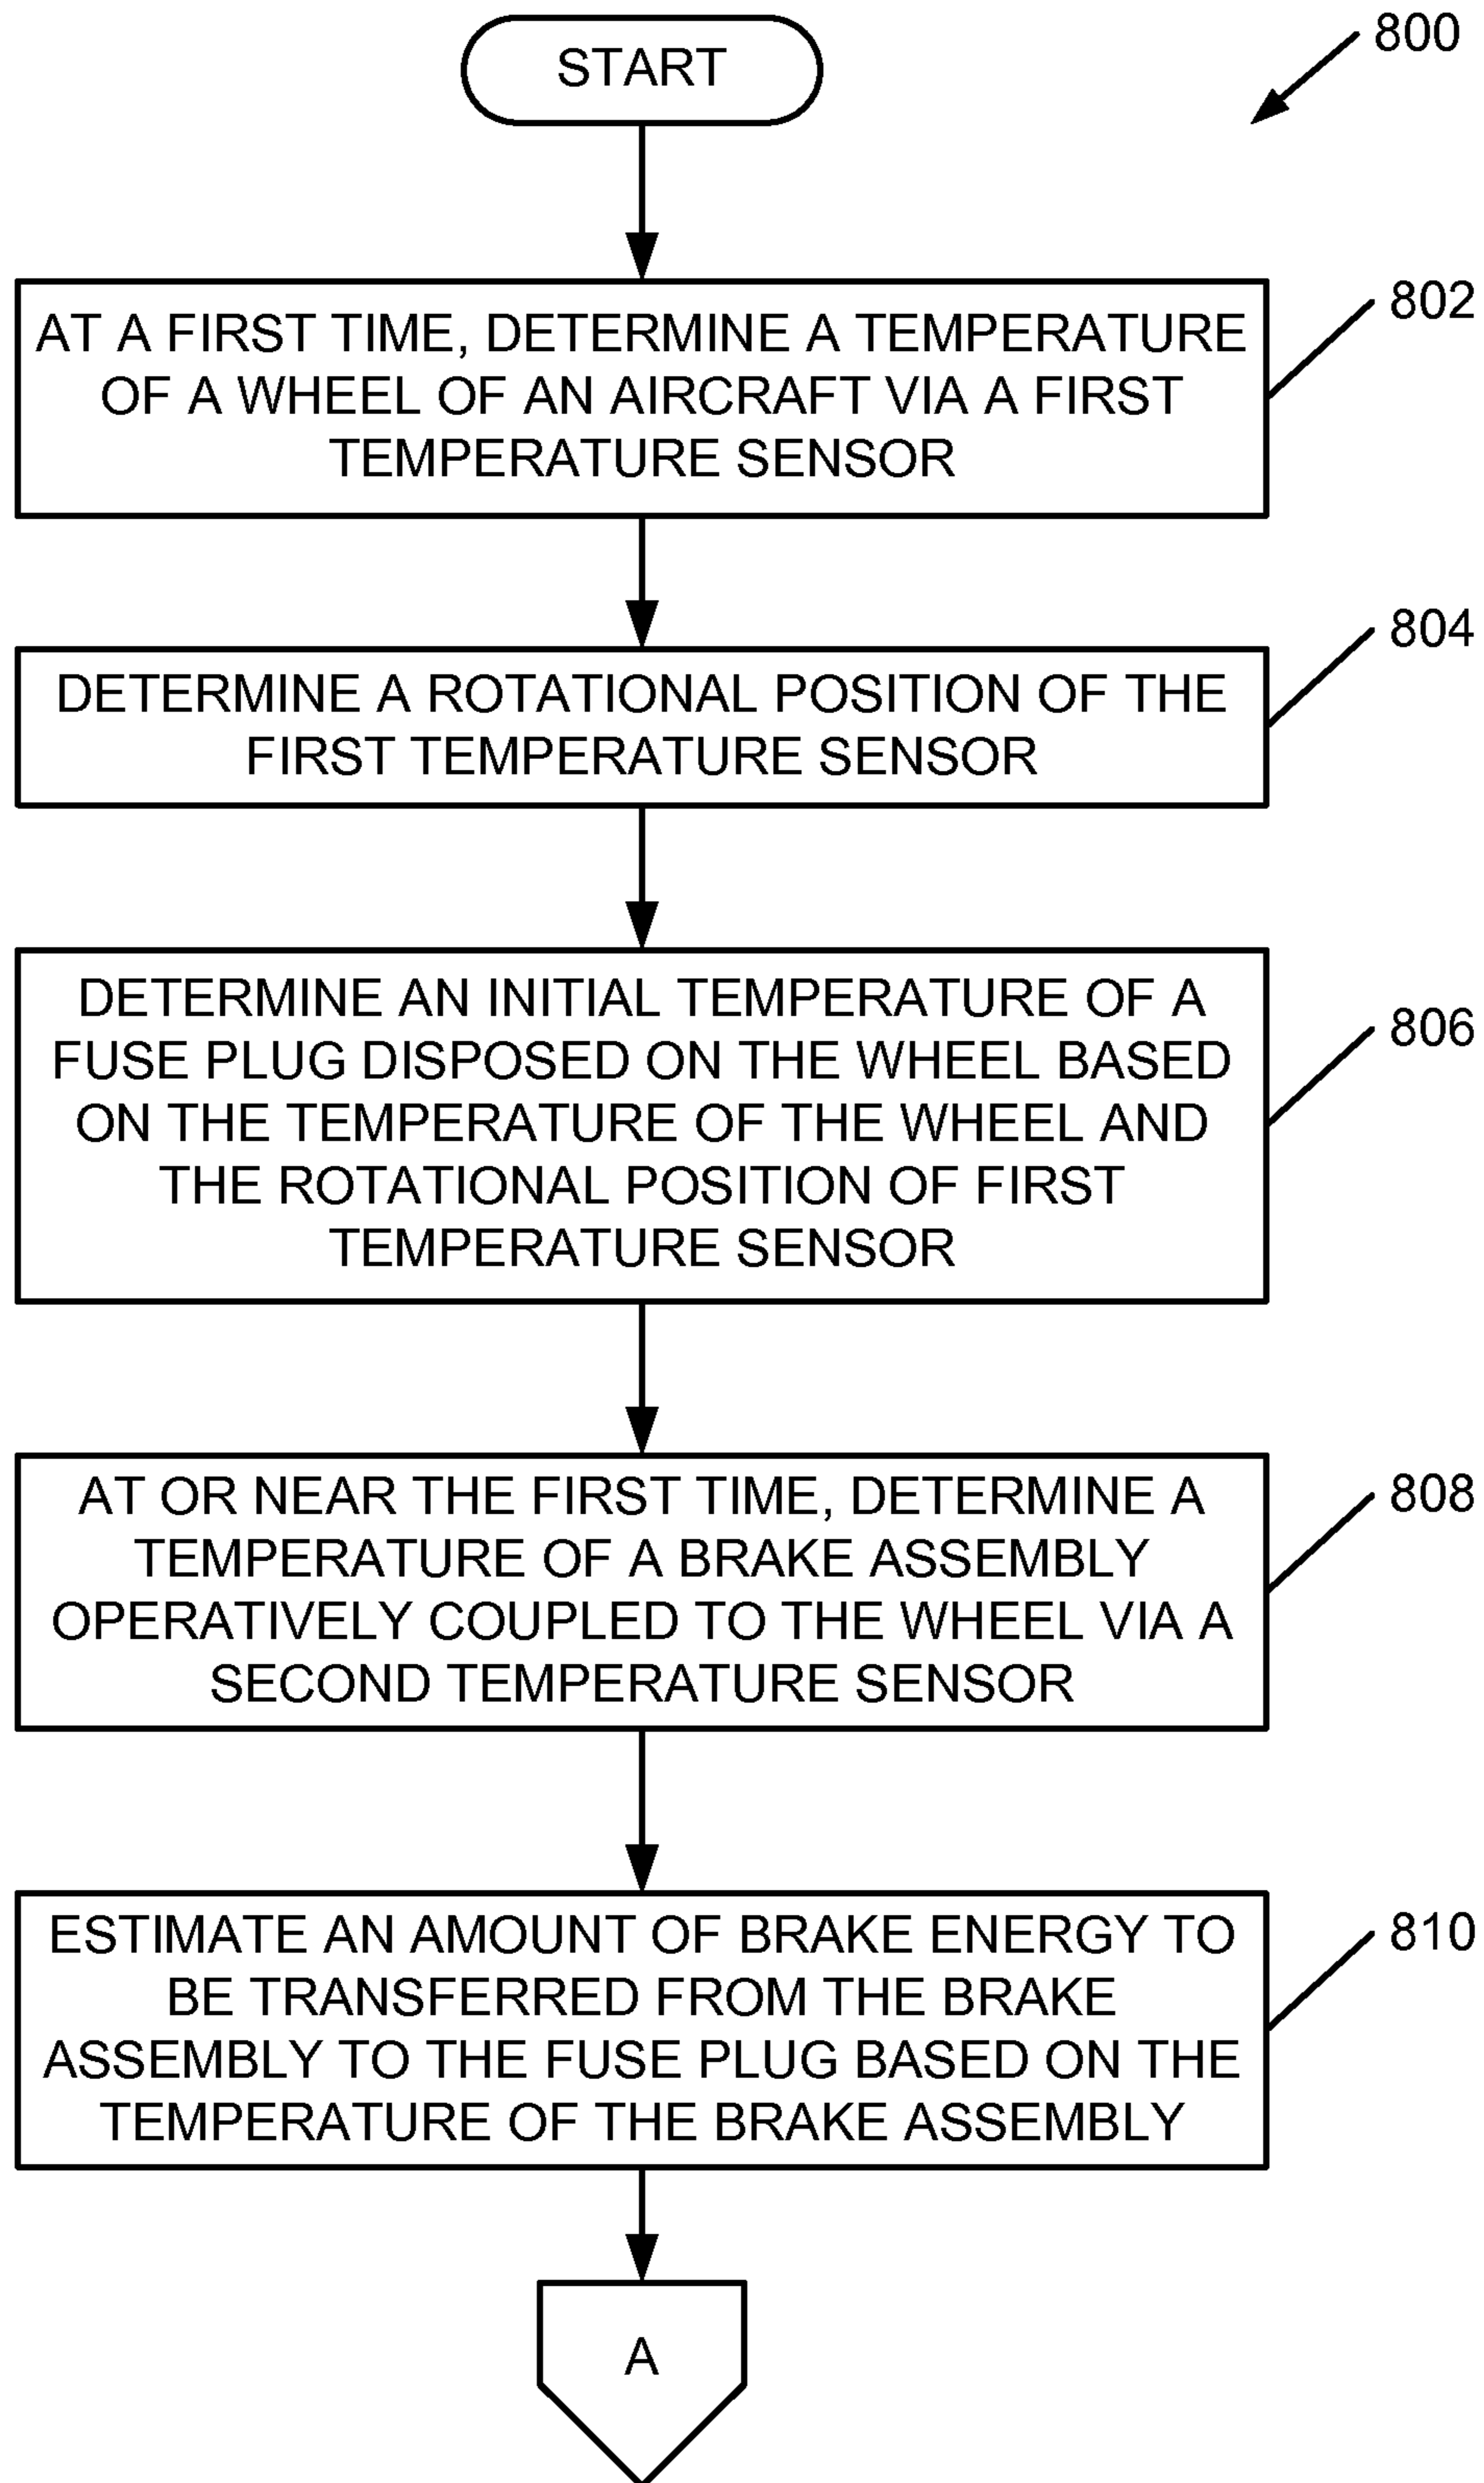 START
800
AT A FIRST TIME, DETERMINE A TEMPERATURE
OF A WHEEL OF AN AIRCRAFT VIA A FIRST
TEMPERATURE SENSOR
802
DETERMINE A ROTATIONAL POSITION OF THE
FIRST TEMPERATURE SENSOR
804
DETERMINE AN INITIAL TEMPERATURE OF A
FUSE PLUG DISPOSED ON THE WHEEL BASED
ON THE TEMPERATURE OF THE WHEEL AND
THE ROTATIONAL POSITION OF FIRST
TEMPERATURE SENSOR
806
AT OR NEAR THE FIRST TIME, DETERMINE A
TEMPERATURE OF A BRAKE ASSEMBLY
OPERATIVELY COUPLED TO THE WHEEL VIA A
SECOND TEMPERATURE SENSOR
808
ESTIMATE AN AMOUNT OF BRAKE ENERGY TO
BE TRANSFERRED FROM THE BRAKE
ASSEMBLY TO THE FUSE PLUG BASED ON THE
TEMPERATURE OF THE BRAKE ASSEMBLY
810
A